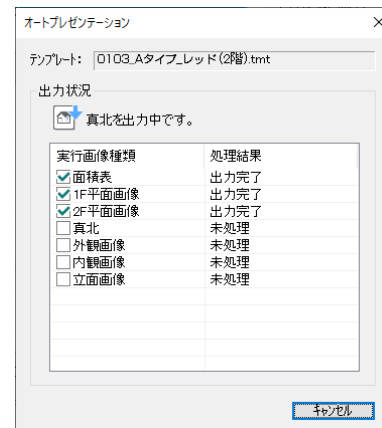 オートプレゼンテーション
テンプレート： 0103_Aタイプ_レッド(2階).tmt
出力状況
真北を出力中です。
実行画像種類 処理結果
面積表 出力完了
1F平面画像 出力完了
2F平面画像 出力完了
真北 未処理
外観画像 未処理
内観画像 未処理
立面画像 未処理
キャンセル